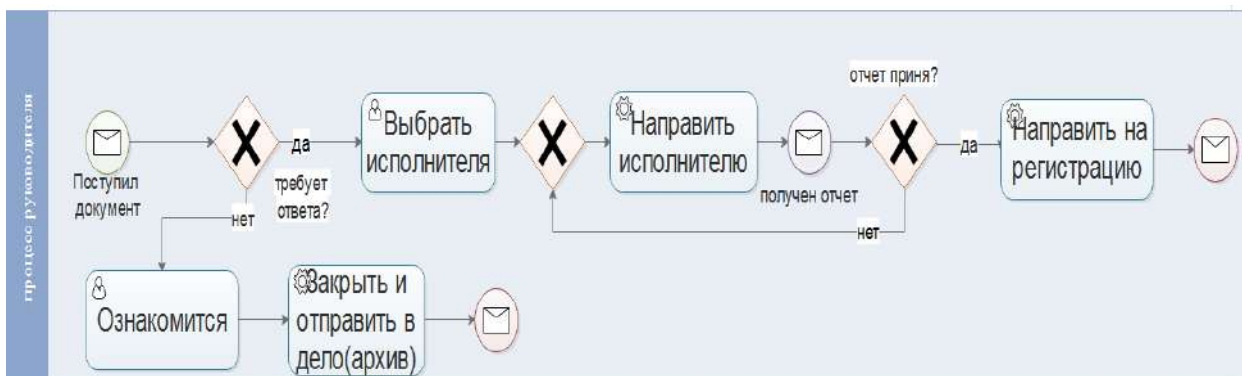 процесс руководителя
Поступил
документ
да
требует
ответа?
нет
Выбрать
исполнителя
Направить
исполнителю
получен отчет
отчет приня?
да
нет
Направить на
регистрацию
Ознакомится
Закрыть и
отправить в
дело(архив)